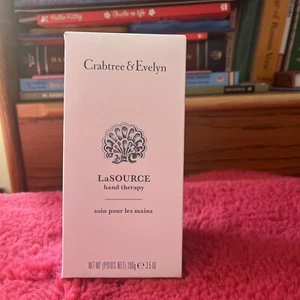 Crabtree & Evelyn
LaSOURCE
hand therapy
soin pour les mains
NET WT (POIDS NET) 100g ℮ 3.5 OZ